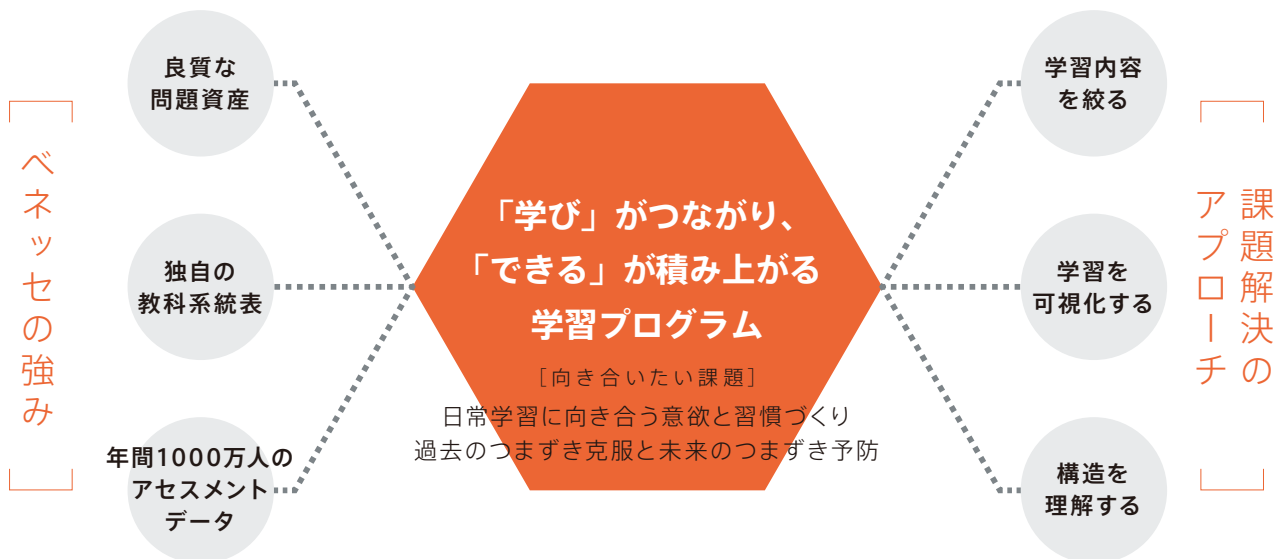 ベネッセの強み
良質な
問題資産
独自の
教科系統表
年間1000万人の
アセスメント
データ
「学び」がつながり、
「できる」が積み上がる
学習プログラム
［向き合いたい課題］
日常学習に向き合う意欲と習慣づくり
過去のつまずき克服と未来のつまずき予防
学習内容
を絞る
学習を
可視化する
構造を
理解する
課題解決の
アプローチ